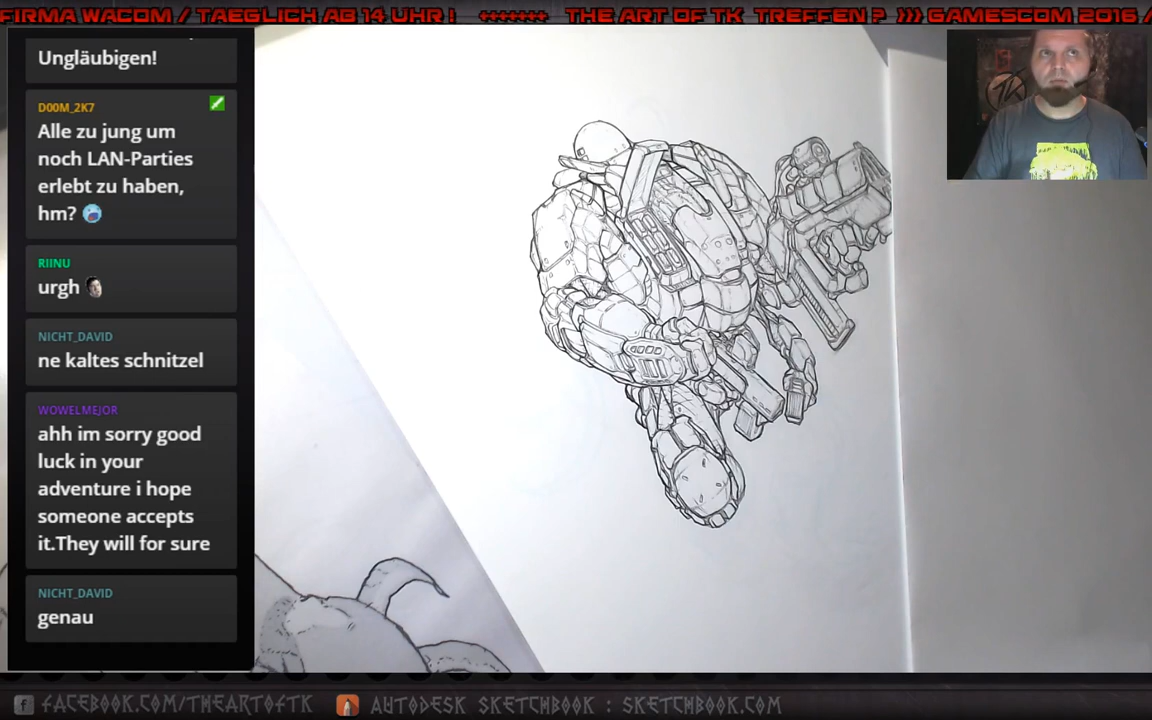 FIRMA WACOM / TAEGLICH AB 14 UHR ! +++++++ THE ART OF TK TREFFEN ? >>> GAMESCOM 2016 /
Ungläubigen!
D00M_2K7
Alle zu jung um
noch LAN-Parties
erlebt zu haben,
hm?
RIINU
urgh
NICHT_DAVID
ne kaltes schnitzel
WOWELMEJOR
ahh im sorry good
luck in your
adventure i hope
someone accepts
it.They will for sure
NICHT_DAVID
genau
TK
FACEBOOK.COM/THEARTOFTK AUTODESK SKETCHBOOK : SKETCHBOOK.COM